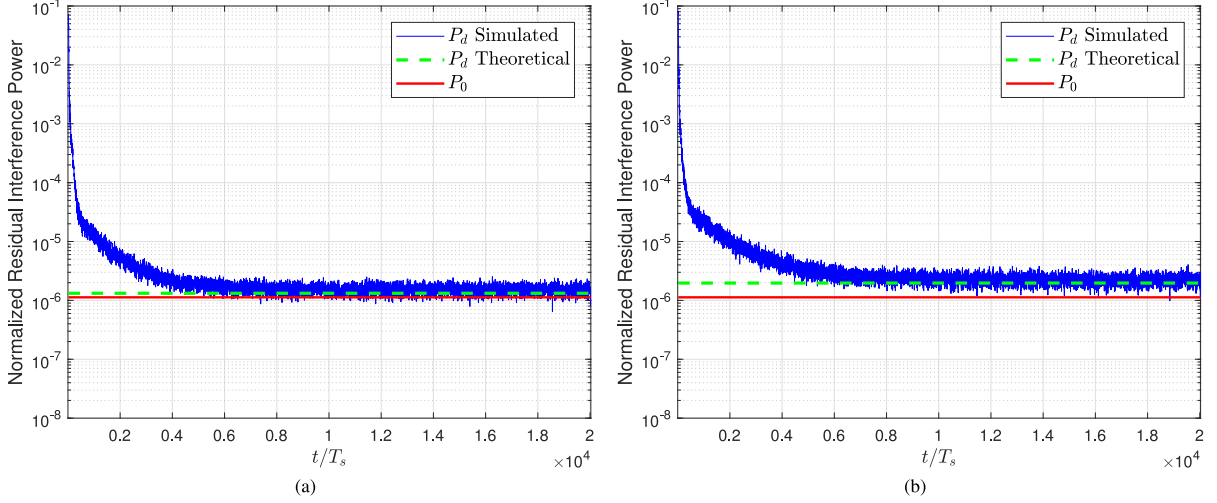 10^-1
10^-2
10^-3
10^-4
10^-5
10^-6
10^-7
10^-8
Normalized Residual Interference Power
P_d Simulated
P_d Theoretical
P_0
0.2 0.4 0.6 0.8 1 1.2 1.4 1.6 1.8 2
t/T_s
×10^4
(a)
10^-1
10^-2
10^-3
10^-4
10^-5
10^-6
10^-7
10^-8
Normalized Residual Interference Power
P_d Simulated
P_d Theoretical
P_0
0.2 0.4 0.6 0.8 1 1.2 1.4 1.6 1.8 2
t/T_s
×10^4
(b)